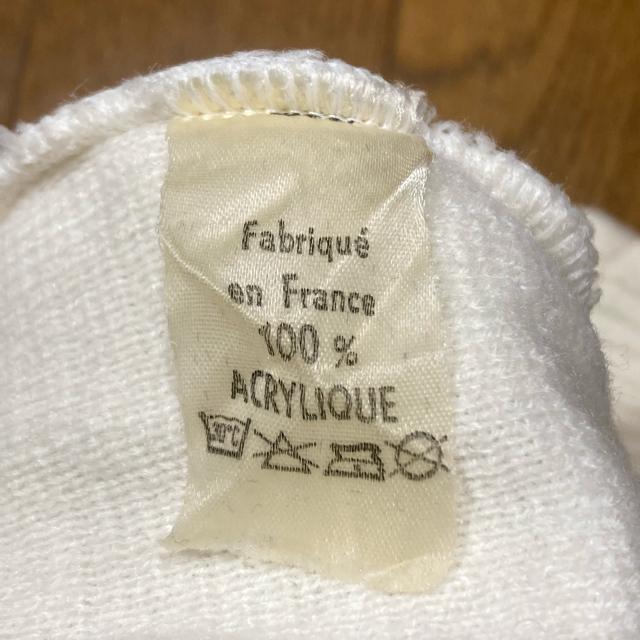 Fabriqué
en France
100 %
ACRYLIQUE